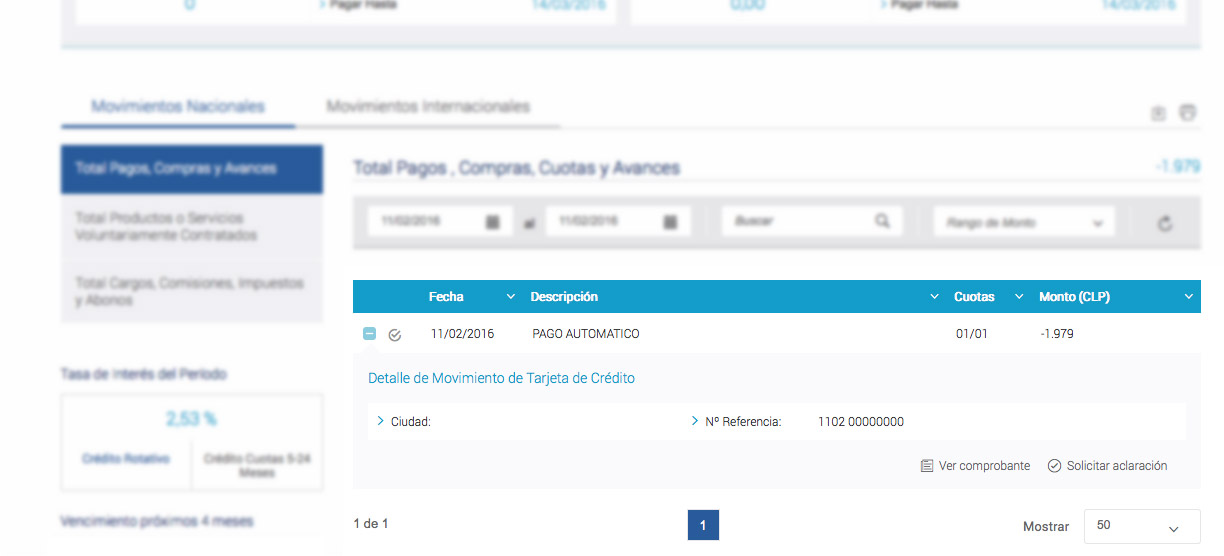 0 Pagar Hasta 14/03/2016 0,00 Pagar Hasta 14/03/2016
Movimientos Nacionales Movimientos Internacionales
Total Pagos, Compras y Avances
Total Productos o Servicios
Voluntariamente Contratados
Total Cargos, Comisiones, Impuestos
y Abonos
Tasa de Interés del Período
2,53 %
Crédito Rotativo
Crédito Cuotas 5-24
Meses
Vencimiento próximos 4 meses
Total Pagos , Compras, Cuotas y Avances -1.979
11/02/2016 al 11/02/2016 Buscar Rango de Monto
Fecha Descripción Cuotas Monto (CLP)
11/02/2016 PAGO AUTOMATICO 01/01 -1.979
Detalle de Movimiento de Tarjeta de Crédito
Ciudad: Nº Referencia: 1102 00000000
Ver comprobante Solicitar aclaración
1 de 1 1 Mostrar 50